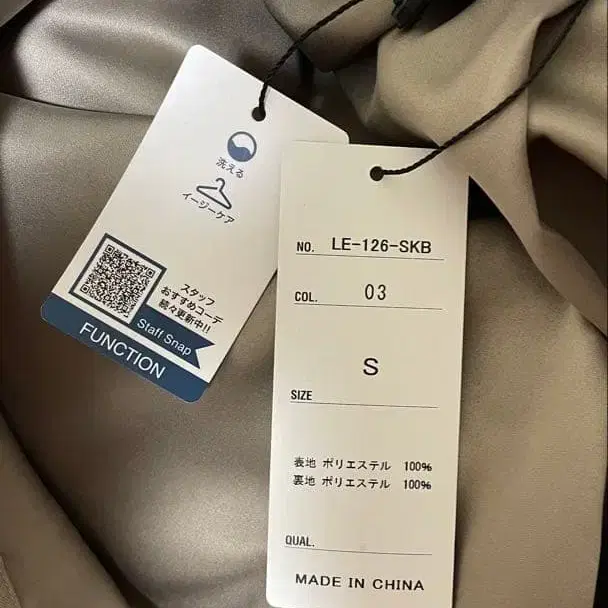 洗える
イージーケア
スタッフ
おすすめコーデ
続々更新中!!
Staff Snap
FUNCTION
NO. LE-126-SKB
COL. 03
S
SIZE
表地 ポリエステル 100%
裏地 ポリエステル 100%
QUAL.
MADE IN CHINA